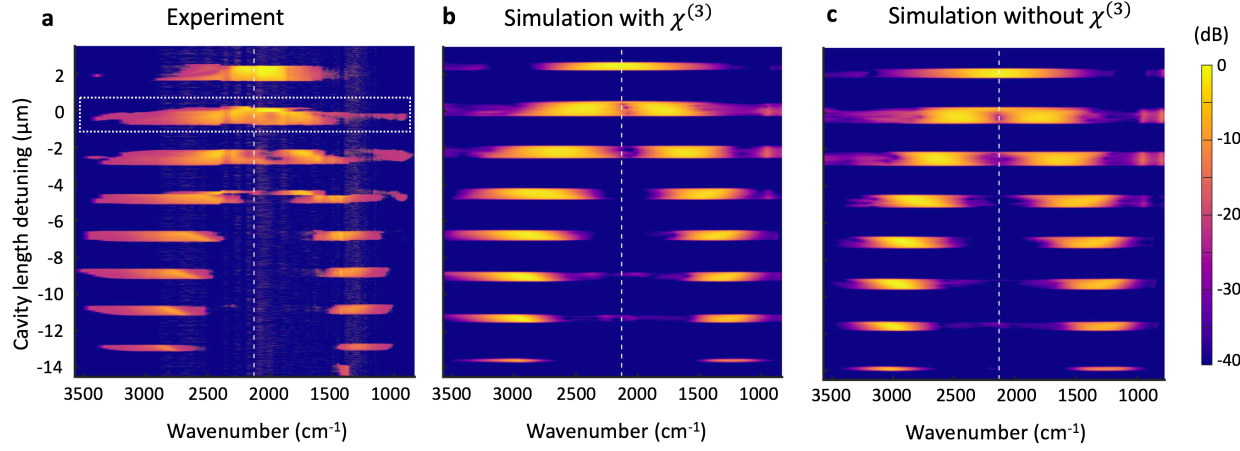 a Experiment
b Simulation with χ⁽³⁾
c Simulation without χ⁽³⁾
(dB)
Cavity length detuning (μm)
2
0
-2
-4
-6
-8
-10
-12
-14
0
-10
-20
-30
-40
3500 3000 2500 2000 1500
3500 3000 2500 2000 1500 1000
3500 3000 2500 2000 1500 1000
Wavenumber (cm⁻¹)
Wavenumber (cm⁻¹)
Wavenumber (cm⁻¹)